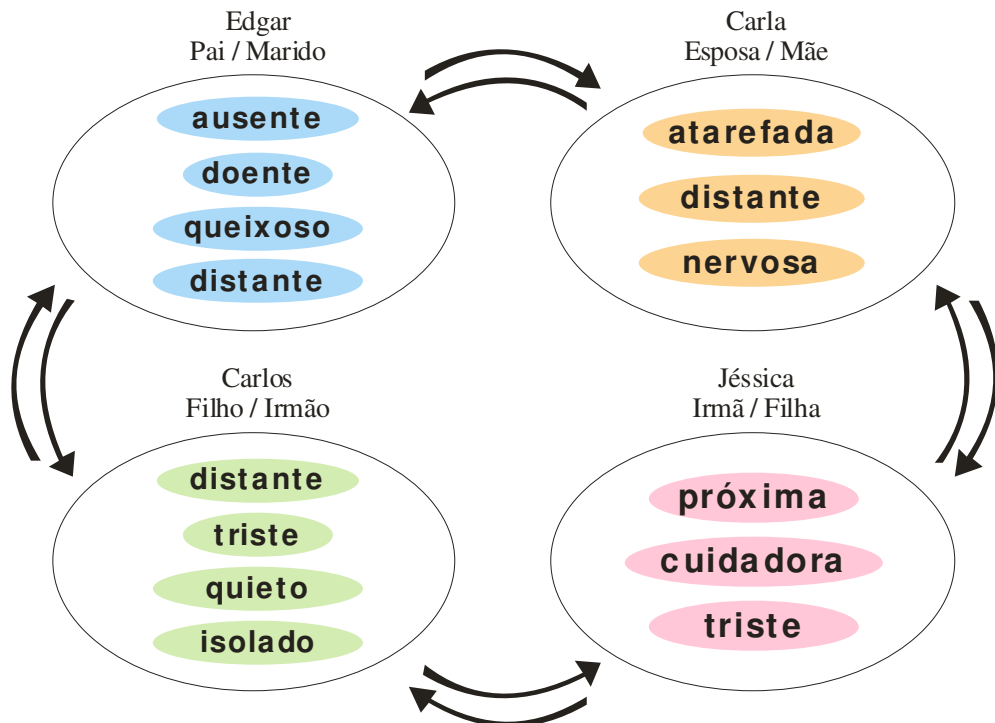 Edgar
Pai / Marido
ausente
doente
queixoso
distante
Carla
Esposa / Mãe
atarefada
distante
nervosa
Carlos
Filho / Irmão
distante
triste
quieto
isolado
Jéssica
Irmã / Filha
próxima
cuidadora
triste